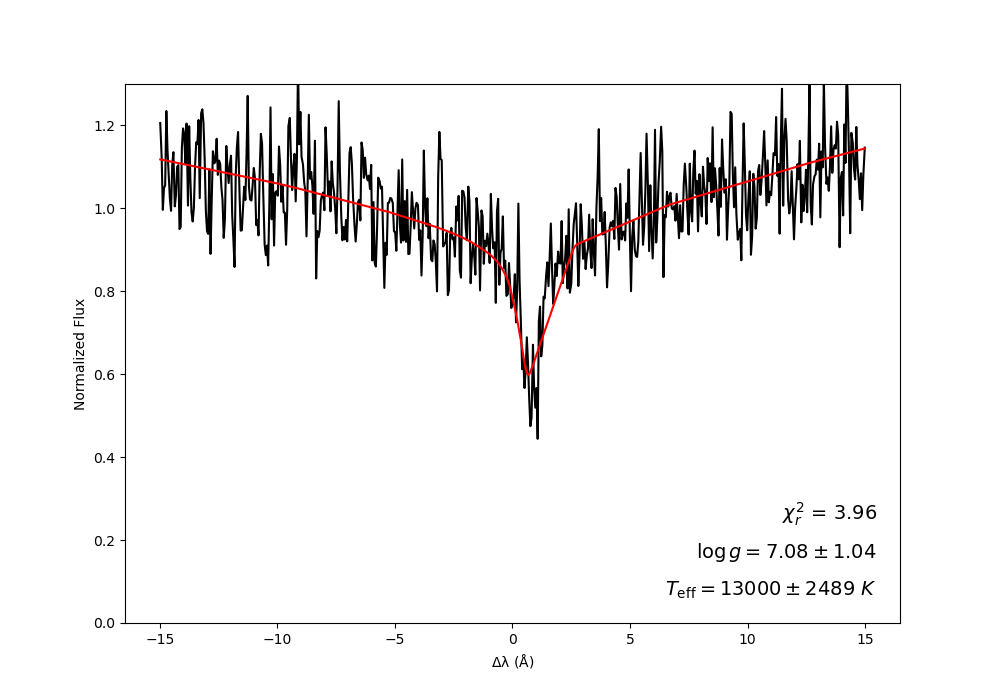 1.2
1.0
0.8
0.6
0.4
0.2
0.0
Normalized Flux
χ²ᵣ = 3.96
log g = 7.08 ± 1.04
T_eff = 13000 ± 2489 K
−15 −10 −5 0 5 10 15
Δλ (Å)